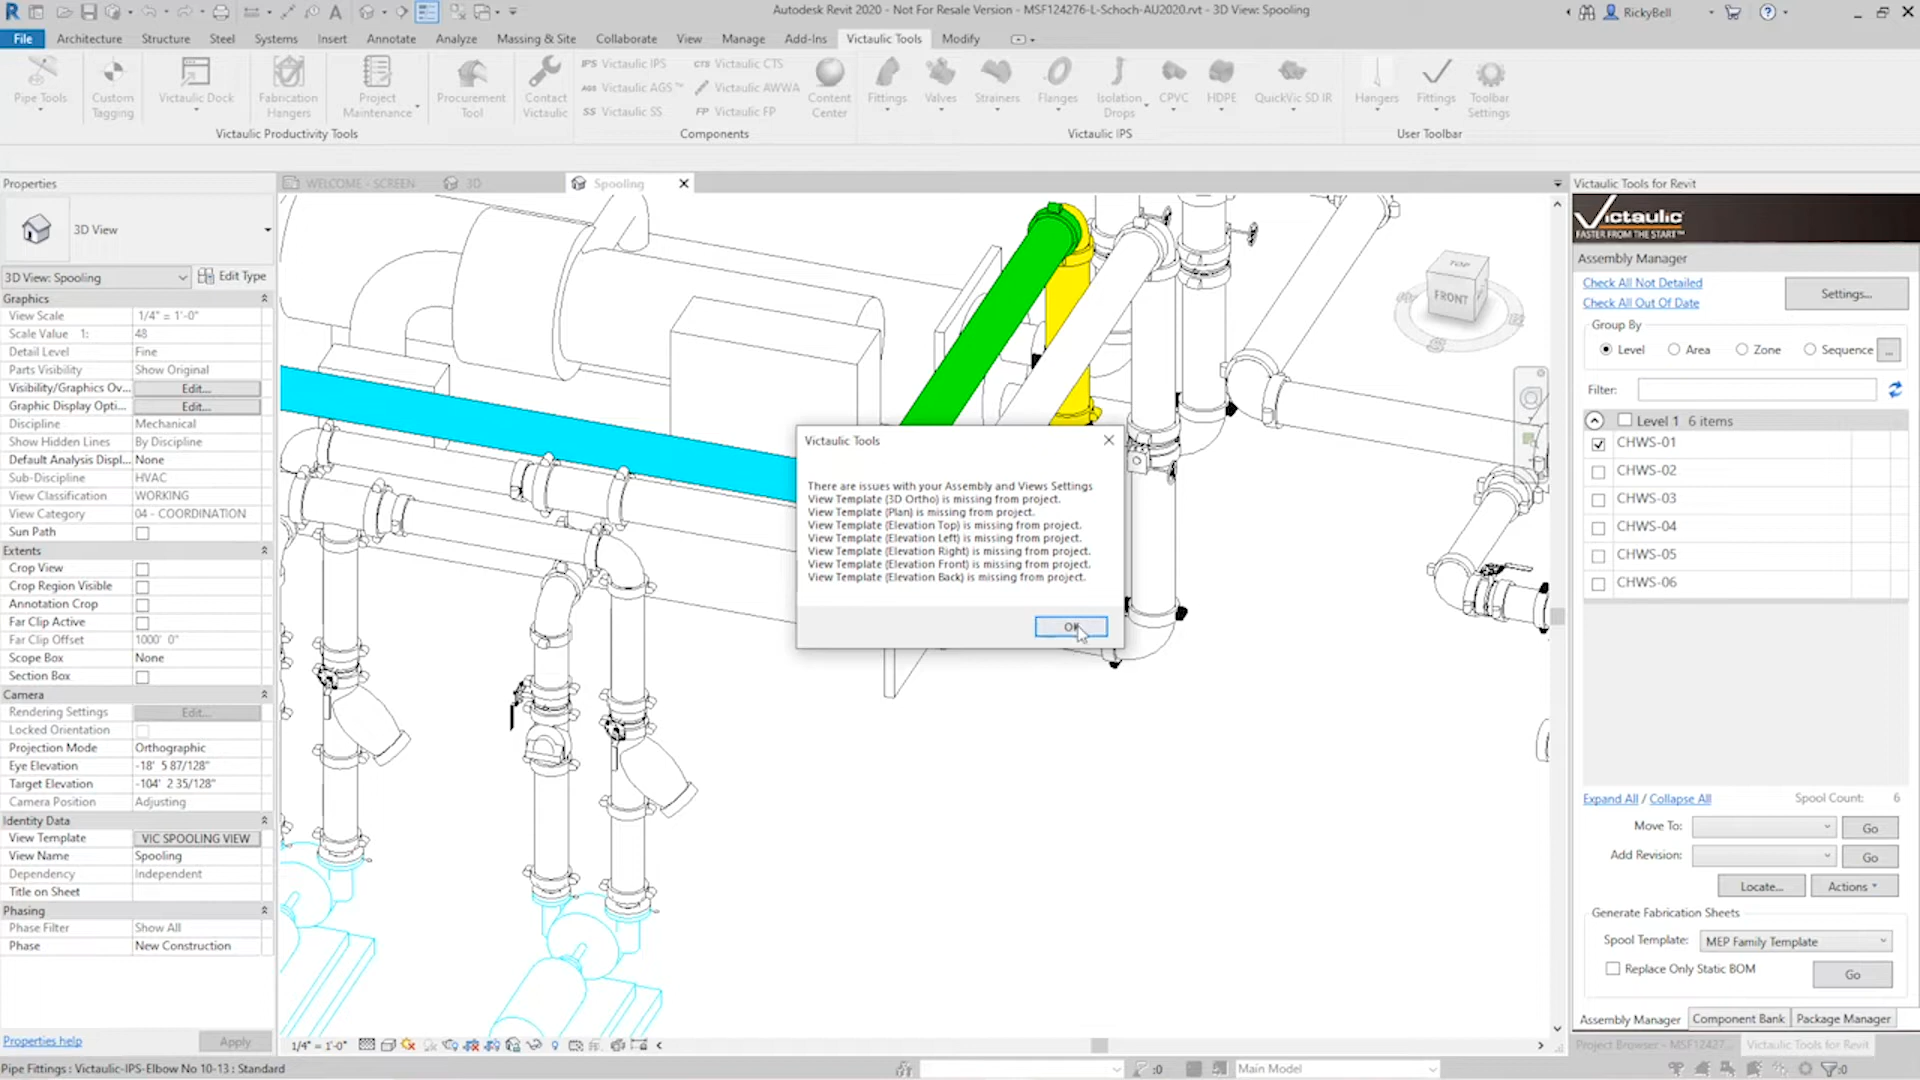 Autodesk Revit 2020 - Not For Resale Version - MSF124276-L-Schoch-AU2020.rvt - 3D View: Spooling
RickyBell
File
Architecture
Structure
Steel
Systems
Insert
Annotate
Analyze
Massing & Site
Collaborate
View
Manage
Add-Ins
Victaulic Tools
Modify
Pipe Tools
Custom
Tagging
Victaulic Dock
Fabrication
Hangers
Project
Maintenance
Procurement
Tool
Contact
Victaulic
IPS Victaulic IPS
AGS Victaulic AGS™
SS Victaulic SS
CTS Victaulic CTS
Victaulic AWWA
FP Victaulic FP
Content
Center
Fittings
Valves
Strainers
Flanges
Isolation
Drops
CPVC
HDPE
QuickVic SD IR
Hangers
Fittings
Toolbar
Settings
Victaulic Productivity Tools
Components
Victaulic IPS
User Toolbar
Properties
3D View
3D View: Spooling
Edit Type
Graphics
View Scale 1/4" = 1'-0"
Scale Value 1: 48
Detail Level Fine
Parts Visibility Show Original
Visibility/Graphics Ov... Edit...
Graphic Display Opti... Edit...
Discipline Mechanical
Show Hidden Lines By Discipline
Default Analysis Displ... None
Sub-Discipline HVAC
View Classification WORKING
View Category 04 - COORDINATION
Sun Path
Extents
Crop View
Crop Region Visible
Annotation Crop
Far Clip Active
Far Clip Offset 1000' 0"
Scope Box None
Section Box
Camera
Rendering Settings Edit...
Locked Orientation
Projection Mode Orthographic
Eye Elevation -18' 5 87/128"
Target Elevation -104' 2 35/128"
Camera Position Adjusting
Identity Data
View Template VIC SPOOLING VIEW
View Name Spooling
Dependency Independent
Title on Sheet
Phasing
Phase Filter Show All
Phase New Construction
Properties help
Apply
WELCOME - SCREEN
3D
Spooling
TOP
FRONT
Victaulic Tools
There are issues with your Assembly and Views Settings
View Template (3D Ortho) is missing from project.
View Template (Plan) is missing from project.
View Template (Elevation Top) is missing from project.
View Template (Elevation Left) is missing from project.
View Template (Elevation Right) is missing from project.
View Template (Elevation Front) is missing from project.
View Template (Elevation Back) is missing from project.
OK
1/4" = 1'-0"
Victaulic Tools for Revit
Victaulic
FASTER FROM THE START™
Assembly Manager
Check All Not Detailed
Check All Out Of Date
Settings...
Group By
Level
Area
Zone
Sequence
...
Filter:
Level 1 6 items
CHWS-01
CHWS-02
CHWS-03
CHWS-04
CHWS-05
CHWS-06
Expand All / Collapse All
Spool Count: 6
Move To:
Go
Add Revision:
Go
Locate...
Actions
Generate Fabrication Sheets
Spool Template: MEP Family Template
Replace Only Static BOM
Go
Assembly Manager
Component Bank
Package Manager
Project Browser - MSF12427...
Victaulic Tools for Revit
Pipe Fittings : Victaulic-IPS-Elbow No 10-13 : Standard
:0
Main Model
:0